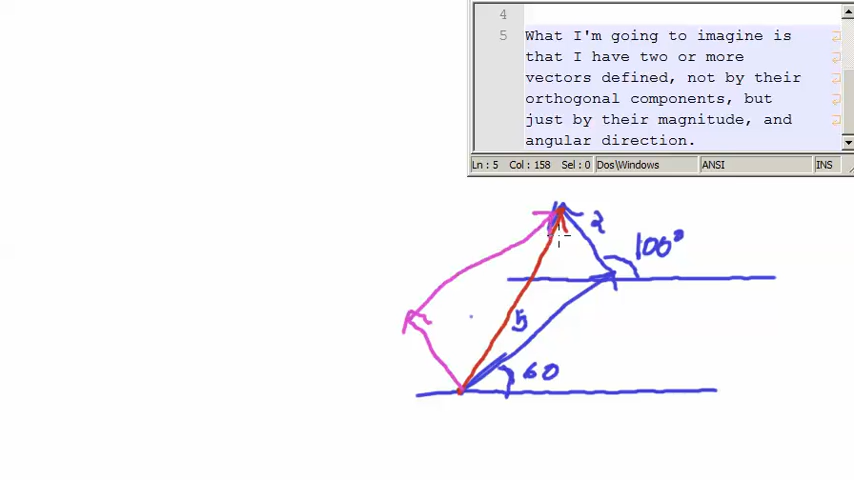 4
5 What I'm going to imagine is
that I have two or more
vectors defined, not by their
orthogonal components, but
just by their magnitude, and
angular direction.
Ln : 5 Col : 158 Sel : 0 Dos\Windows ANSI INS
2
100°
5
60